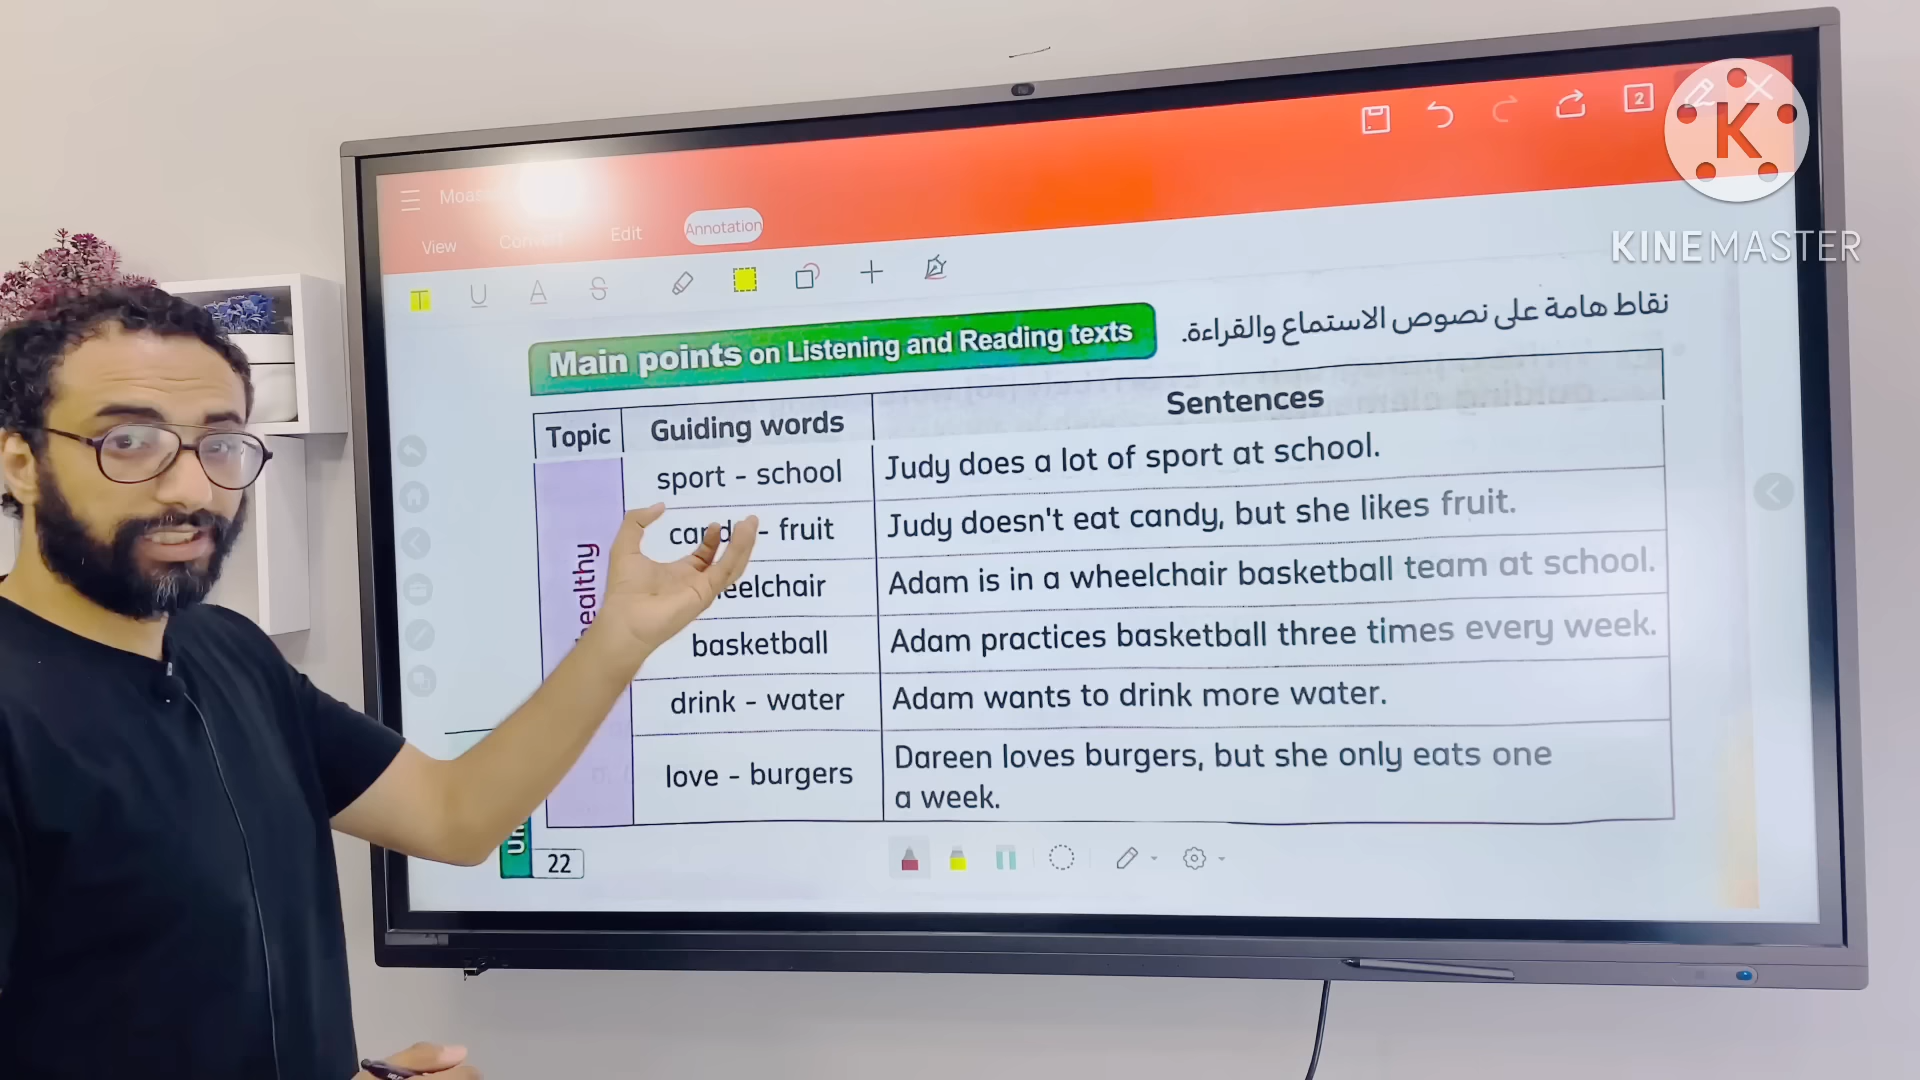 K
KINEMASTER
2
View
Edit
Annotation
T U A S
Main points on Listening and Reading texts
نقاط هامة على نصوص الاستماع والقراءة.
Topic
Guiding words
Sentences
sport - school
Judy does a lot of sport at school.
- fruit
Judy doesn't eat candy, but she likes fruit.
Adam is in a wheelchair basketball team at school.
basketball
Adam practices basketball three times every week.
drink - water
Adam wants to drink more water.
love - burgers
Dareen loves burgers, but she only eats one
a week.
22